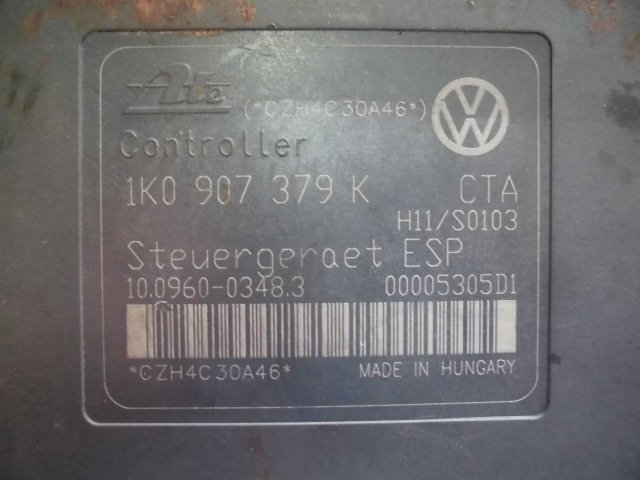 Ate (*CZH4C30A46*)
Controller
1K0 907 379 K CTA
H11/S0103
Steuergeraet ESP
10.0960-0348.3 00005305D1
*CZH4C30A46* MADE IN HUNGARY